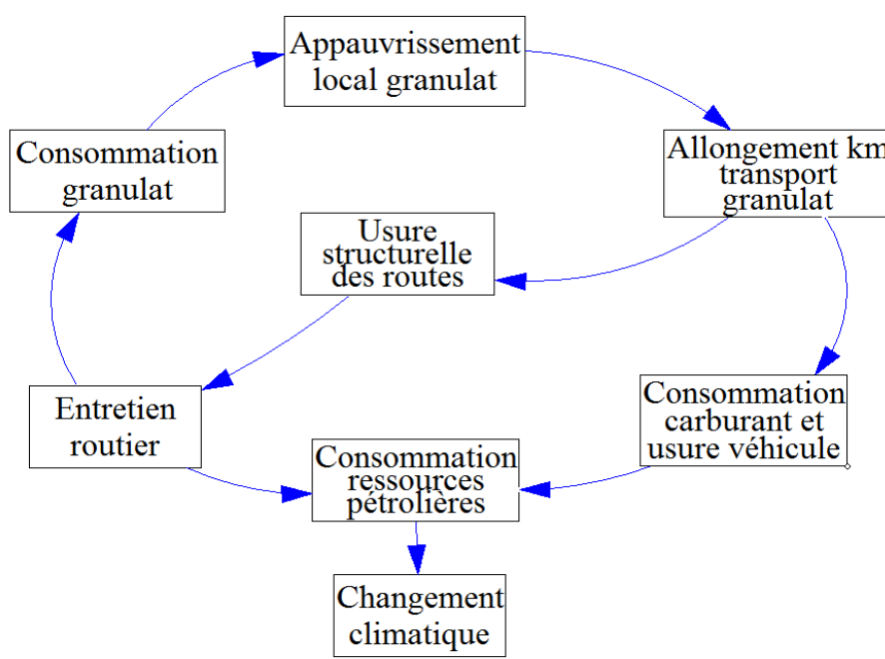 Appauvrissement
local granulat
Consommation
granulat
Allongement km
transport
granulat
Usure
structurelle
des routes
Entretien
routier
Consommation
carburant et
usure véhicule
Consommation
ressources
pétrolières
Changement
climatique